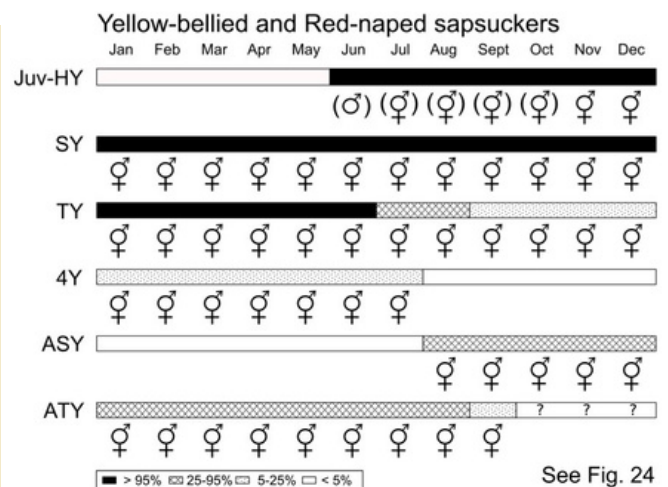 Yellow-bellied and Red-naped sapsuckers
Jan Feb Mar Apr May Jun Jul Aug Sept Oct Nov Dec
Juv-HY
(♂) (⚥) (⚥) (⚥) (⚥) ⚥ ⚥
SY
⚥ ⚥ ⚥ ⚥ ⚥ ⚥ ⚥ ⚥ ⚥ ⚥ ⚥ ⚥
TY
⚥ ⚥ ⚥ ⚥ ⚥ ⚥ ⚥ ⚥ ⚥ ⚥ ⚥ ⚥
4Y
⚥ ⚥ ⚥ ⚥ ⚥ ⚥ ⚥
ASY
⚥ ⚥ ⚥ ⚥ ⚥
ATY ? ? ?
⚥ ⚥ ⚥ ⚥ ⚥ ⚥ ⚥ ⚥ ⚥
> 95% 25-95% 5-25% < 5% See Fig. 24